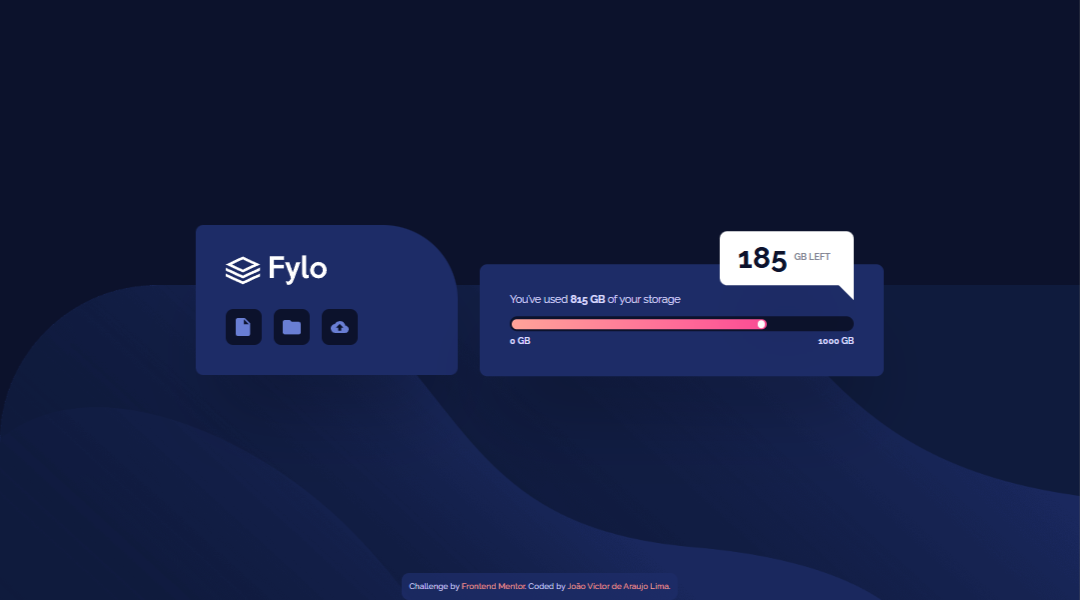 Fylo
185 GB LEFT
You've used 815 GB of your storage
0 GB 1000 GB
Challenge by Frontend Mentor. Coded by João Victor de Araujo Lima.